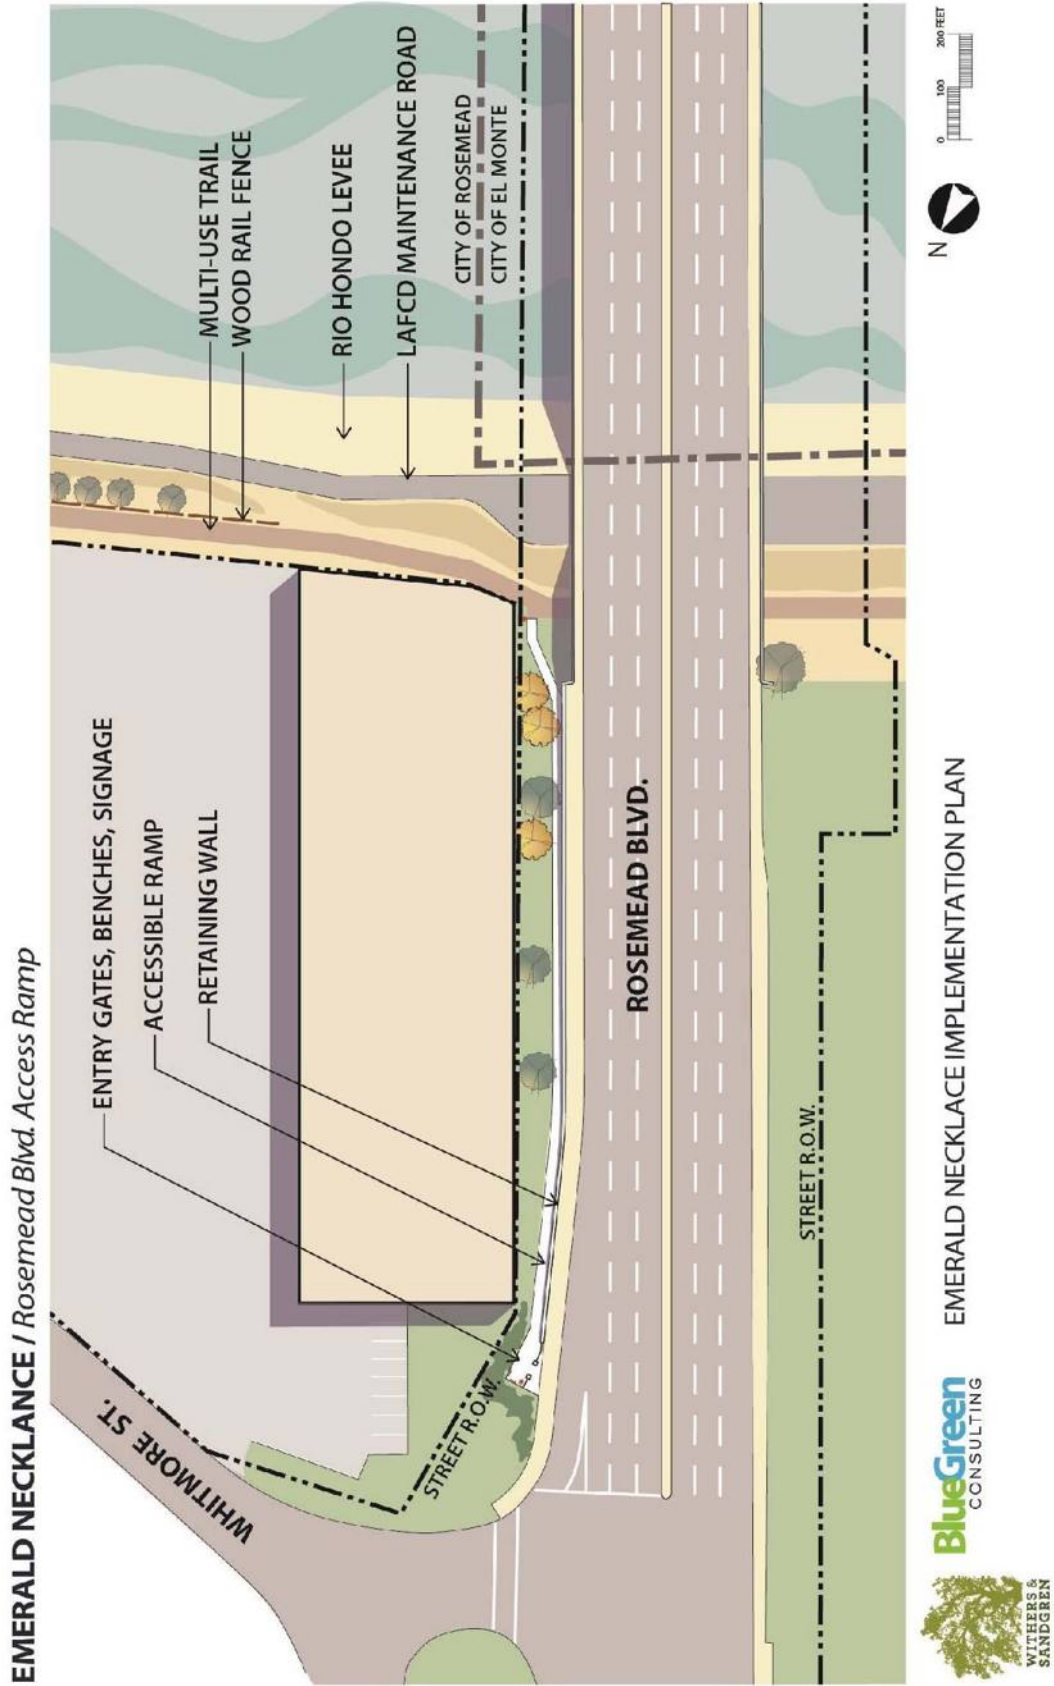 EMERALD NECKLANCE / Rosemead Blvd. Access Ramp
ENTRY GATES, BENCHES, SIGNAGE
ACCESSIBLE RAMP
RETAINING WALL
MULTI-USE TRAIL
WOOD RAIL FENCE
RIO HONDO LEVEE
LAFCD MAINTENANCE ROAD
CITY OF ROSEMEAD
CITY OF EL MONTE
WHITMORE ST.
STREET R.O.W.
ROSEMEAD BLVD.
STREET R.O.W.
WITHERS &
SANDGREN
BlueGreen
CONSULTING
EMERALD NECKLACE IMPLEMENTATION PLAN
N
0 100 200 FEET